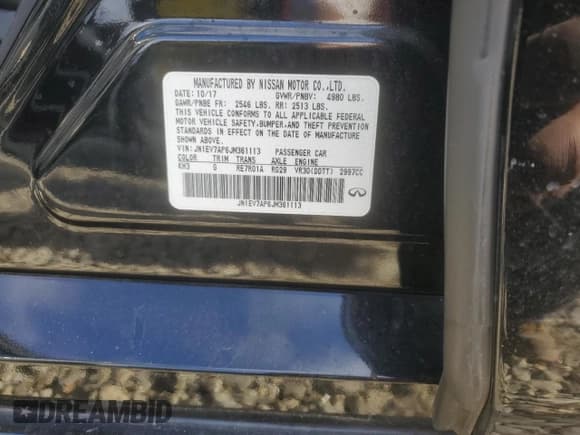 MANUFACTURED BY NISSAN MOTOR CO.,LTD.
DATE: 10/17 GVWR/PNBV: 4980 LBS.
GAWR/PNBE FR: 2546 LBS. RR: 2513 LBS.
THIS VEHICLE CONFORMS TO ALL APPLICABLE FEDERAL
MOTOR VEHICLE SAFETY,BUMPER,AND THEFT PREVENTION
STANDARDS IN EFFECT ON THE DATE OF MANUFACTURE
SHOWN ABOVE.
VIN: JN1EV7AP6JM361113 PASSENGER CAR
COLOR TRIM TRANS AXLE ENGINE
KH3 G RE7R01A RG29 VR30(DDTT) 2997CC
JN1EV7AP6JM361113
DREAMBID